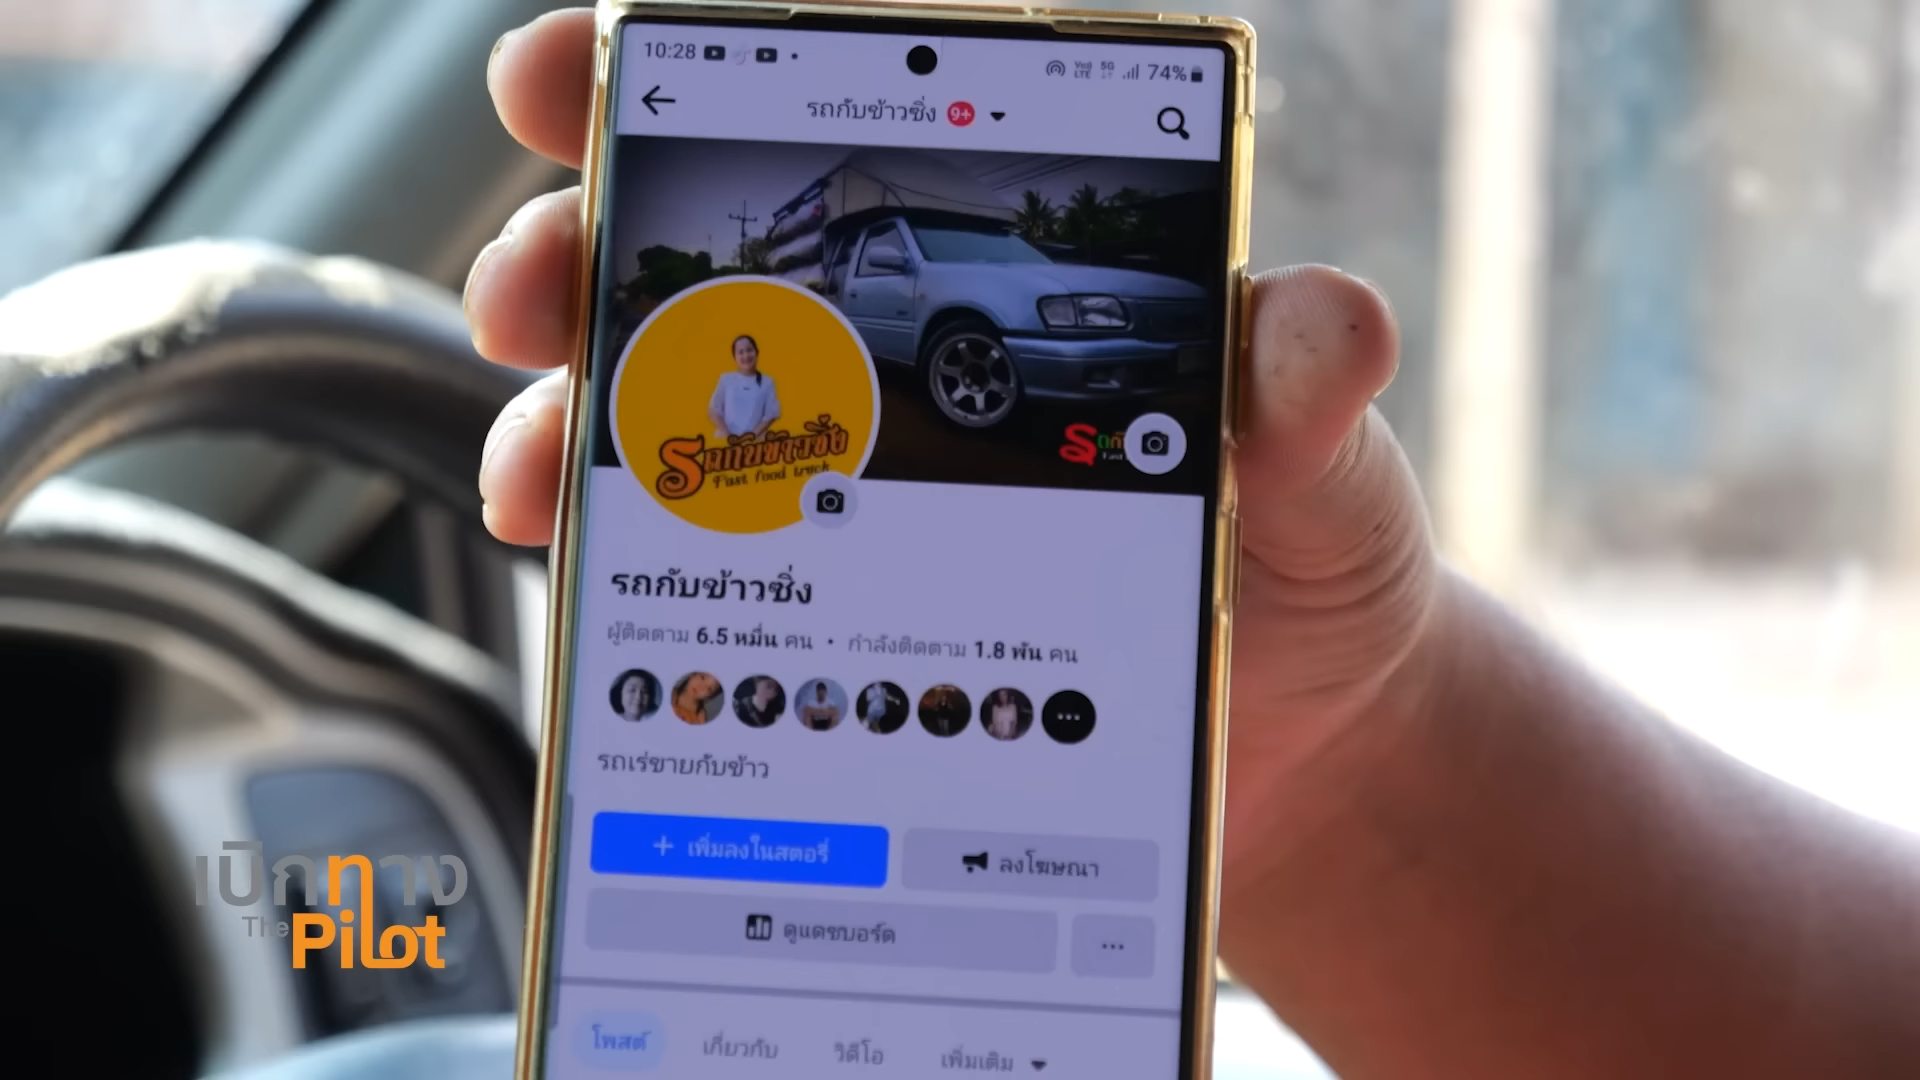 10:28
VoLTE 5G 74%
รถกับข้าวซิ่ง 9+
รถกับข้าวซิ่ง
Fast food truck
รถกับข้าวซิ่ง
ผู้ติดตาม 6.5 หมื่น คน • กำลังติดตาม 1.8 พัน คน
รถเร่ขายกับข้าว
+ เพิ่มลงในสตอรี่
ลงโฆษณา
ดูแดชบอร์ด
โพสต์ เกี่ยวกับ วิดีโอ เพิ่มเติม
เบิกทาง
The Pilot